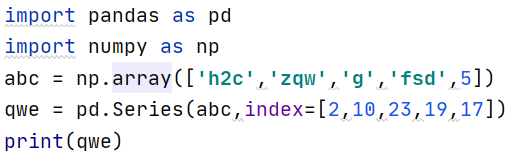 import pandas as pd
import numpy as np
abc = np.array(['h2c','zqw','g','fsd',5])
qwe = pd.Series(abc,index=[2,10,23,19,17])
print(qwe)